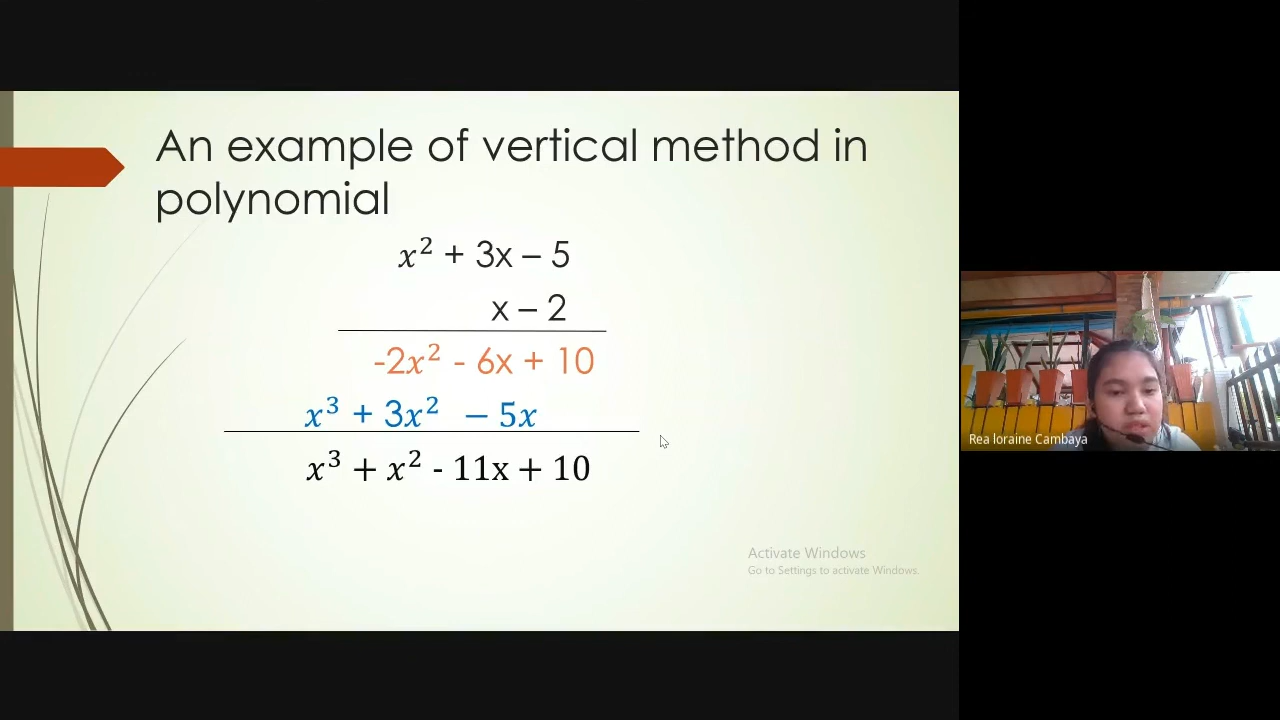 An example of vertical method in
polynomial
x² + 3x – 5
x – 2
-2x² - 6x + 10
x³ + 3x² – 5x
x³ + x² - 11x + 10
Activate Windows
Go to Settings to activate Windows.
Rea loraine Cambaya